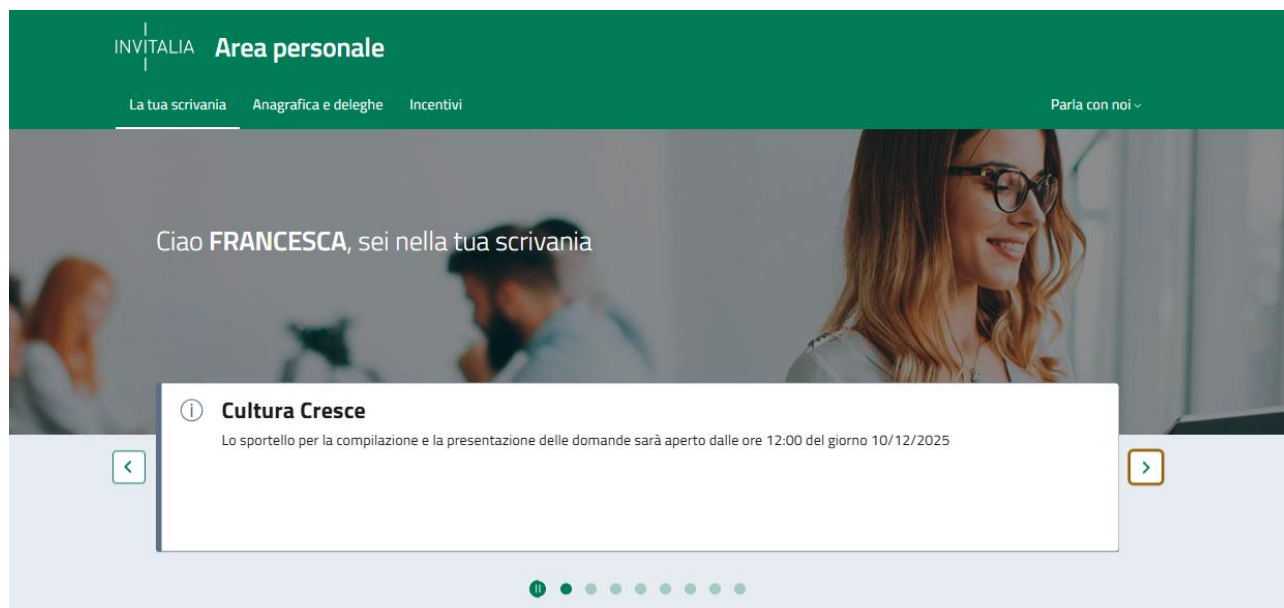 INVITALIA Area personale
La tua scrivania Anagrafica e deleghe Incentivi Parla con noi
Ciao FRANCESCA, sei nella tua scrivania
Cultura Cresce
Lo sportello per la compilazione e la presentazione delle domande sarà aperto dalle ore 12:00 del giorno 10/12/2025